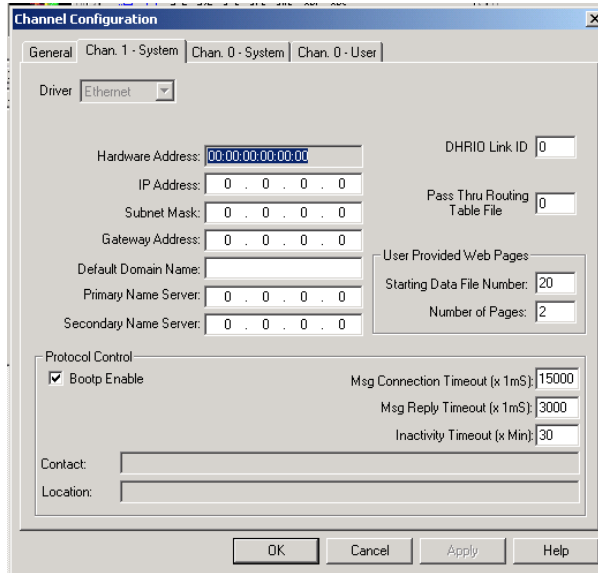 Channel Configuration
General Chan. 1 - System Chan. 0 - System Chan. 0 - User
Driver Ethernet
Hardware Address: 00:00:00:00:00:00
DHRIO Link ID 0
IP Address: 0 . 0 . 0 . 0
Subnet Mask: 0 . 0 . 0 . 0
Pass Thru Routing
Table File 0
Gateway Address: 0 . 0 . 0 . 0
Default Domain Name:
User Provided Web Pages
Primary Name Server: 0 . 0 . 0 . 0
Starting Data File Number: 20
Secondary Name Server: 0 . 0 . 0 . 0
Number of Pages: 2
Protocol Control
Bootp Enable
Msg Connection Timeout (x 1mS): 15000
Msg Reply Timeout (x 1mS): 3000
Inactivity Timeout (x Min): 30
Contact:
Location:
OK Cancel Apply Help